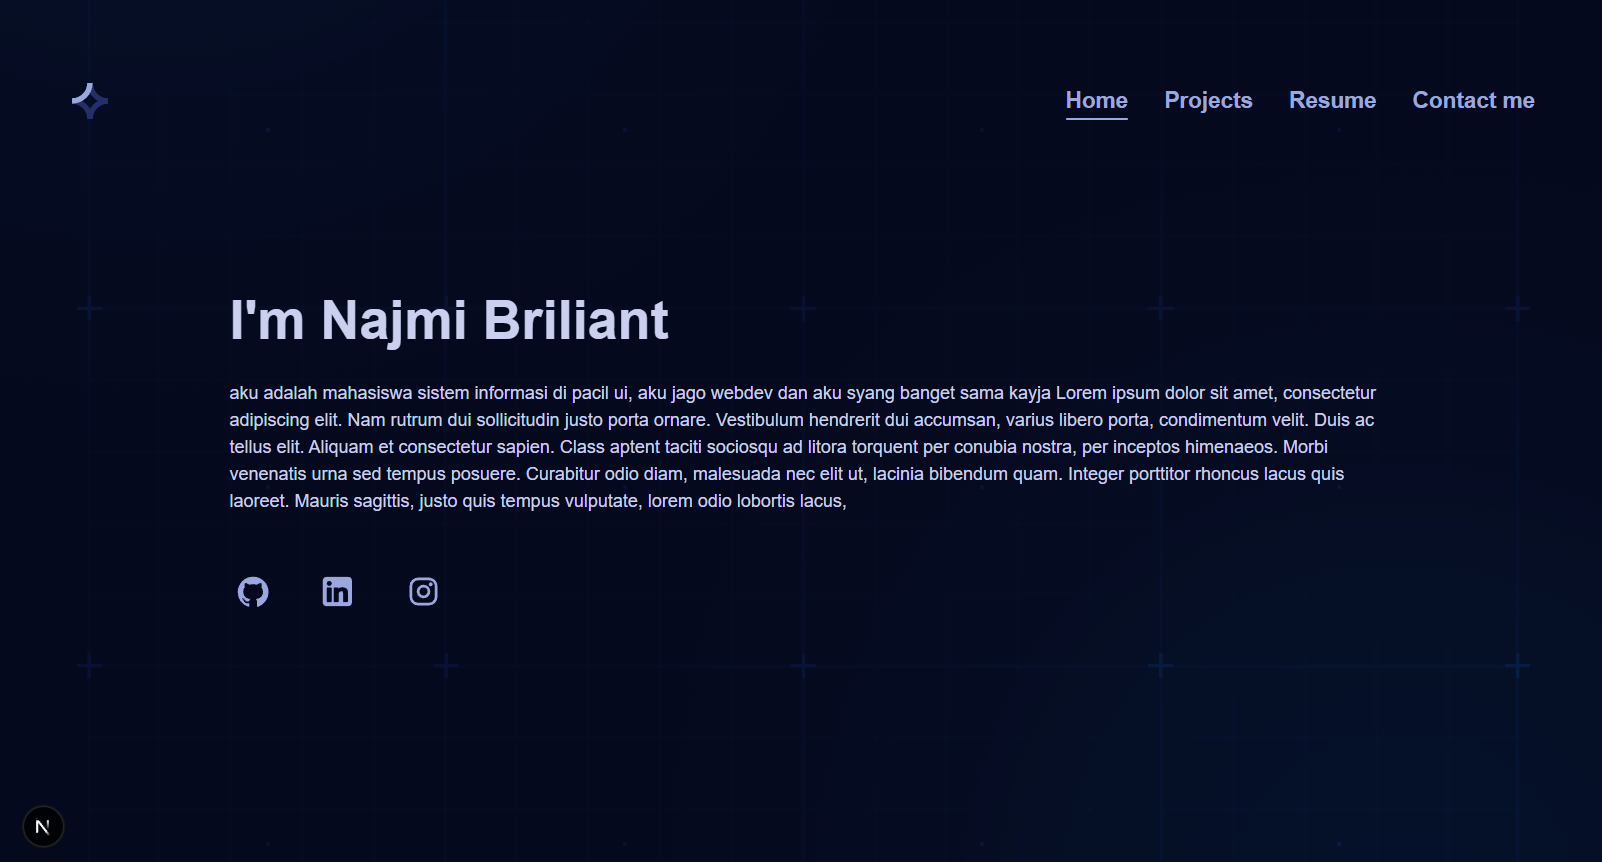 Home Projects Resume Contact me
I'm Najmi Briliant
aku adalah mahasiswa sistem informasi di pacil ui, aku jago webdev dan aku syang banget sama kayja Lorem ipsum dolor sit amet, consectetur
adipiscing elit. Nam rutrum dui sollicitudin justo porta ornare. Vestibulum hendrerit dui accumsan, varius libero porta, condimentum velit. Duis ac
tellus elit. Aliquam et consectetur sapien. Class aptent taciti sociosqu ad litora torquent per conubia nostra, per inceptos himenaeos. Morbi
venenatis urna sed tempus posuere. Curabitur odio diam, malesuada nec elit ut, lacinia bibendum quam. Integer porttitor rhoncus lacus quis
laoreet. Mauris sagittis, justo quis tempus vulputate, lorem odio lobortis lacus,
in
N